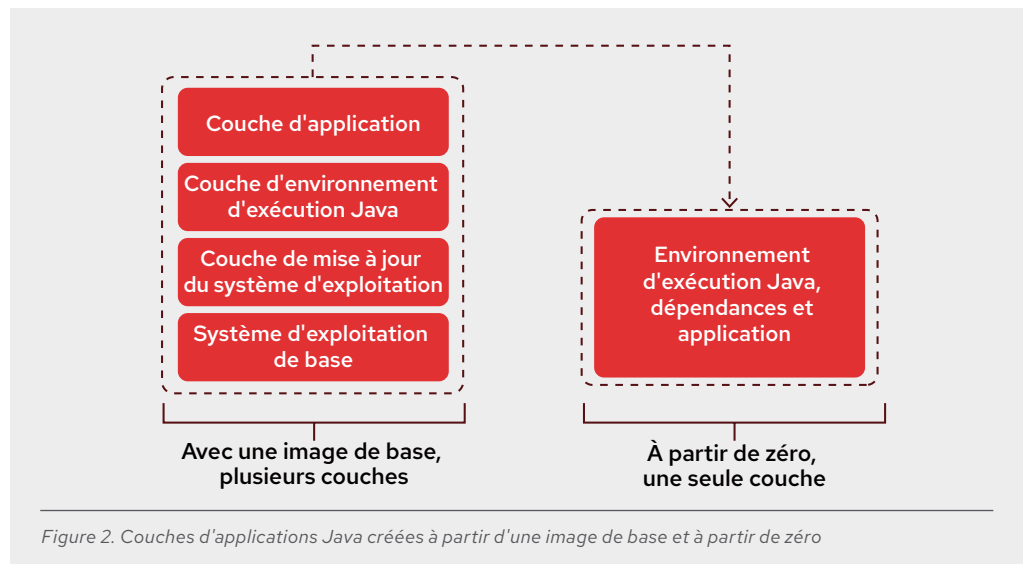 Couche d'application
Couche d'environnement
d'exécution Java
Couche de mise à jour
du système d'exploitation
Système d'exploitation
de base
Avec une image de base,
plusieurs couches
Environnement
d'exécution Java,
dépendances et
application
À partir de zéro,
une seule couche
Figure 2. Couches d'applications Java créées à partir d'une image de base et à partir de zéro